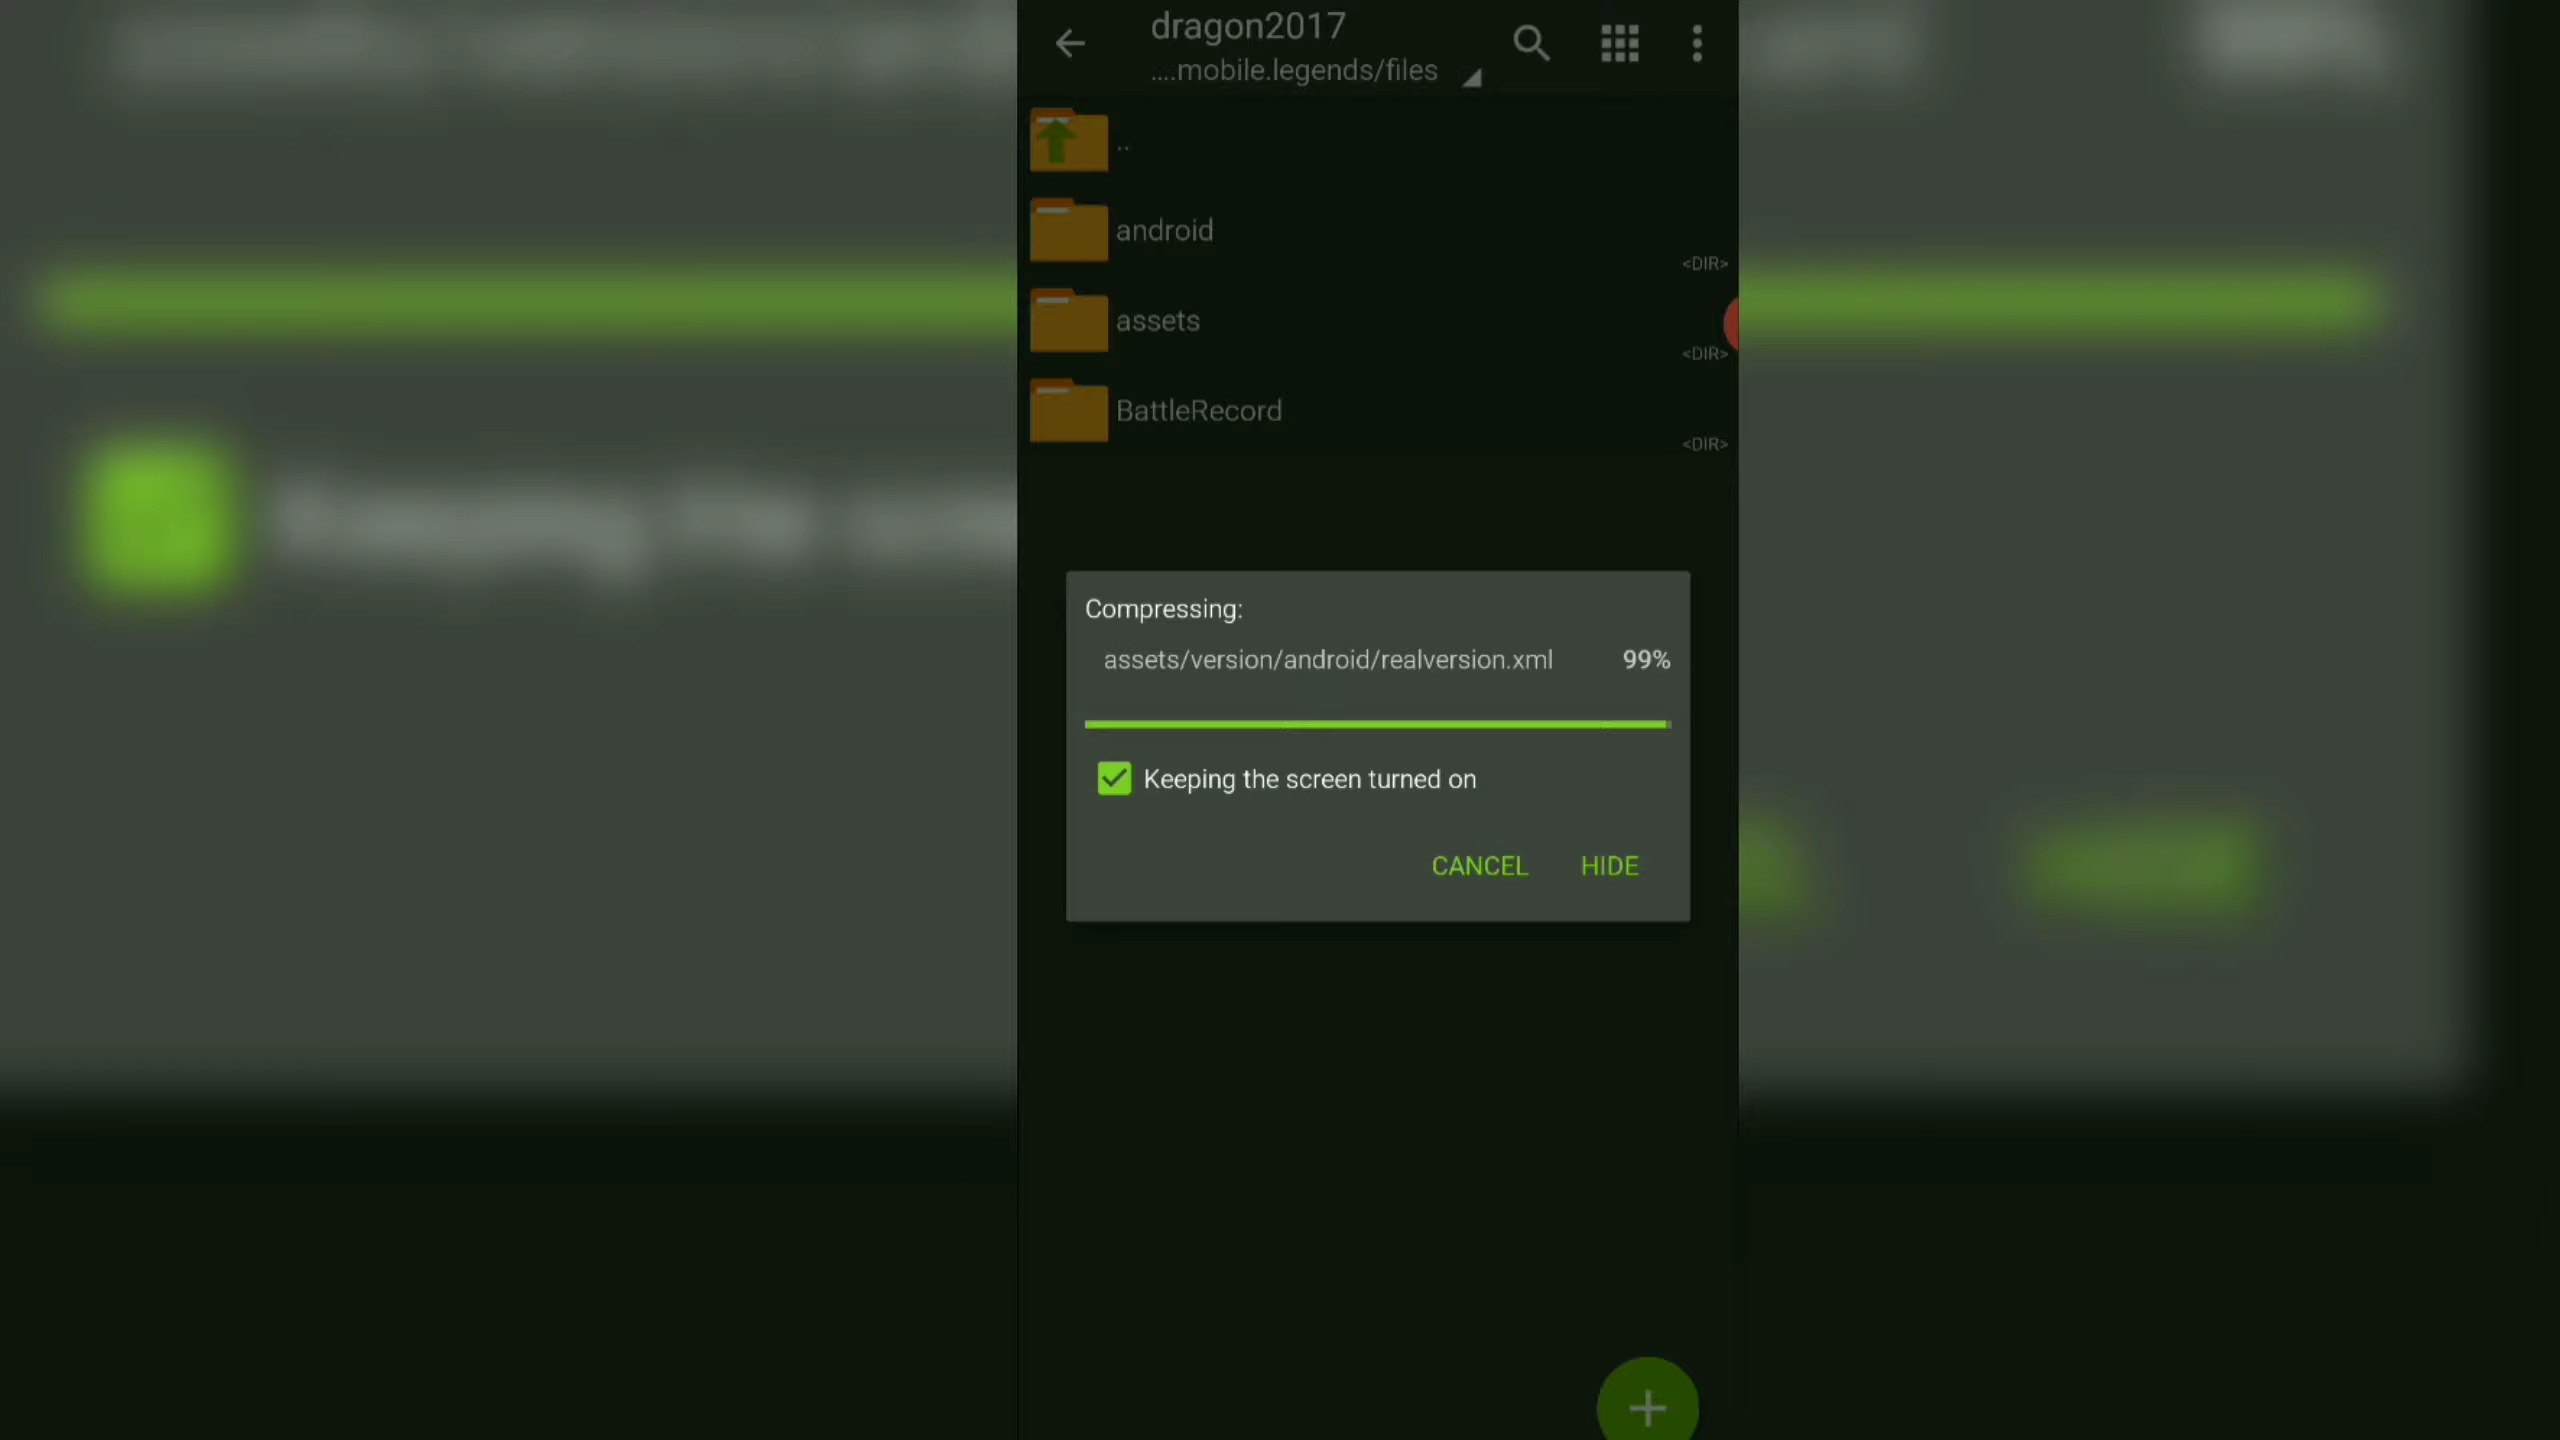 dragon2017
....mobile.legends/files
..
android
<DIR>
assets
<DIR>
BattleRecord
<DIR>
Compressing:
assets/version/android/realversion.xml 99%
Keeping the screen turned on
CANCEL HIDE